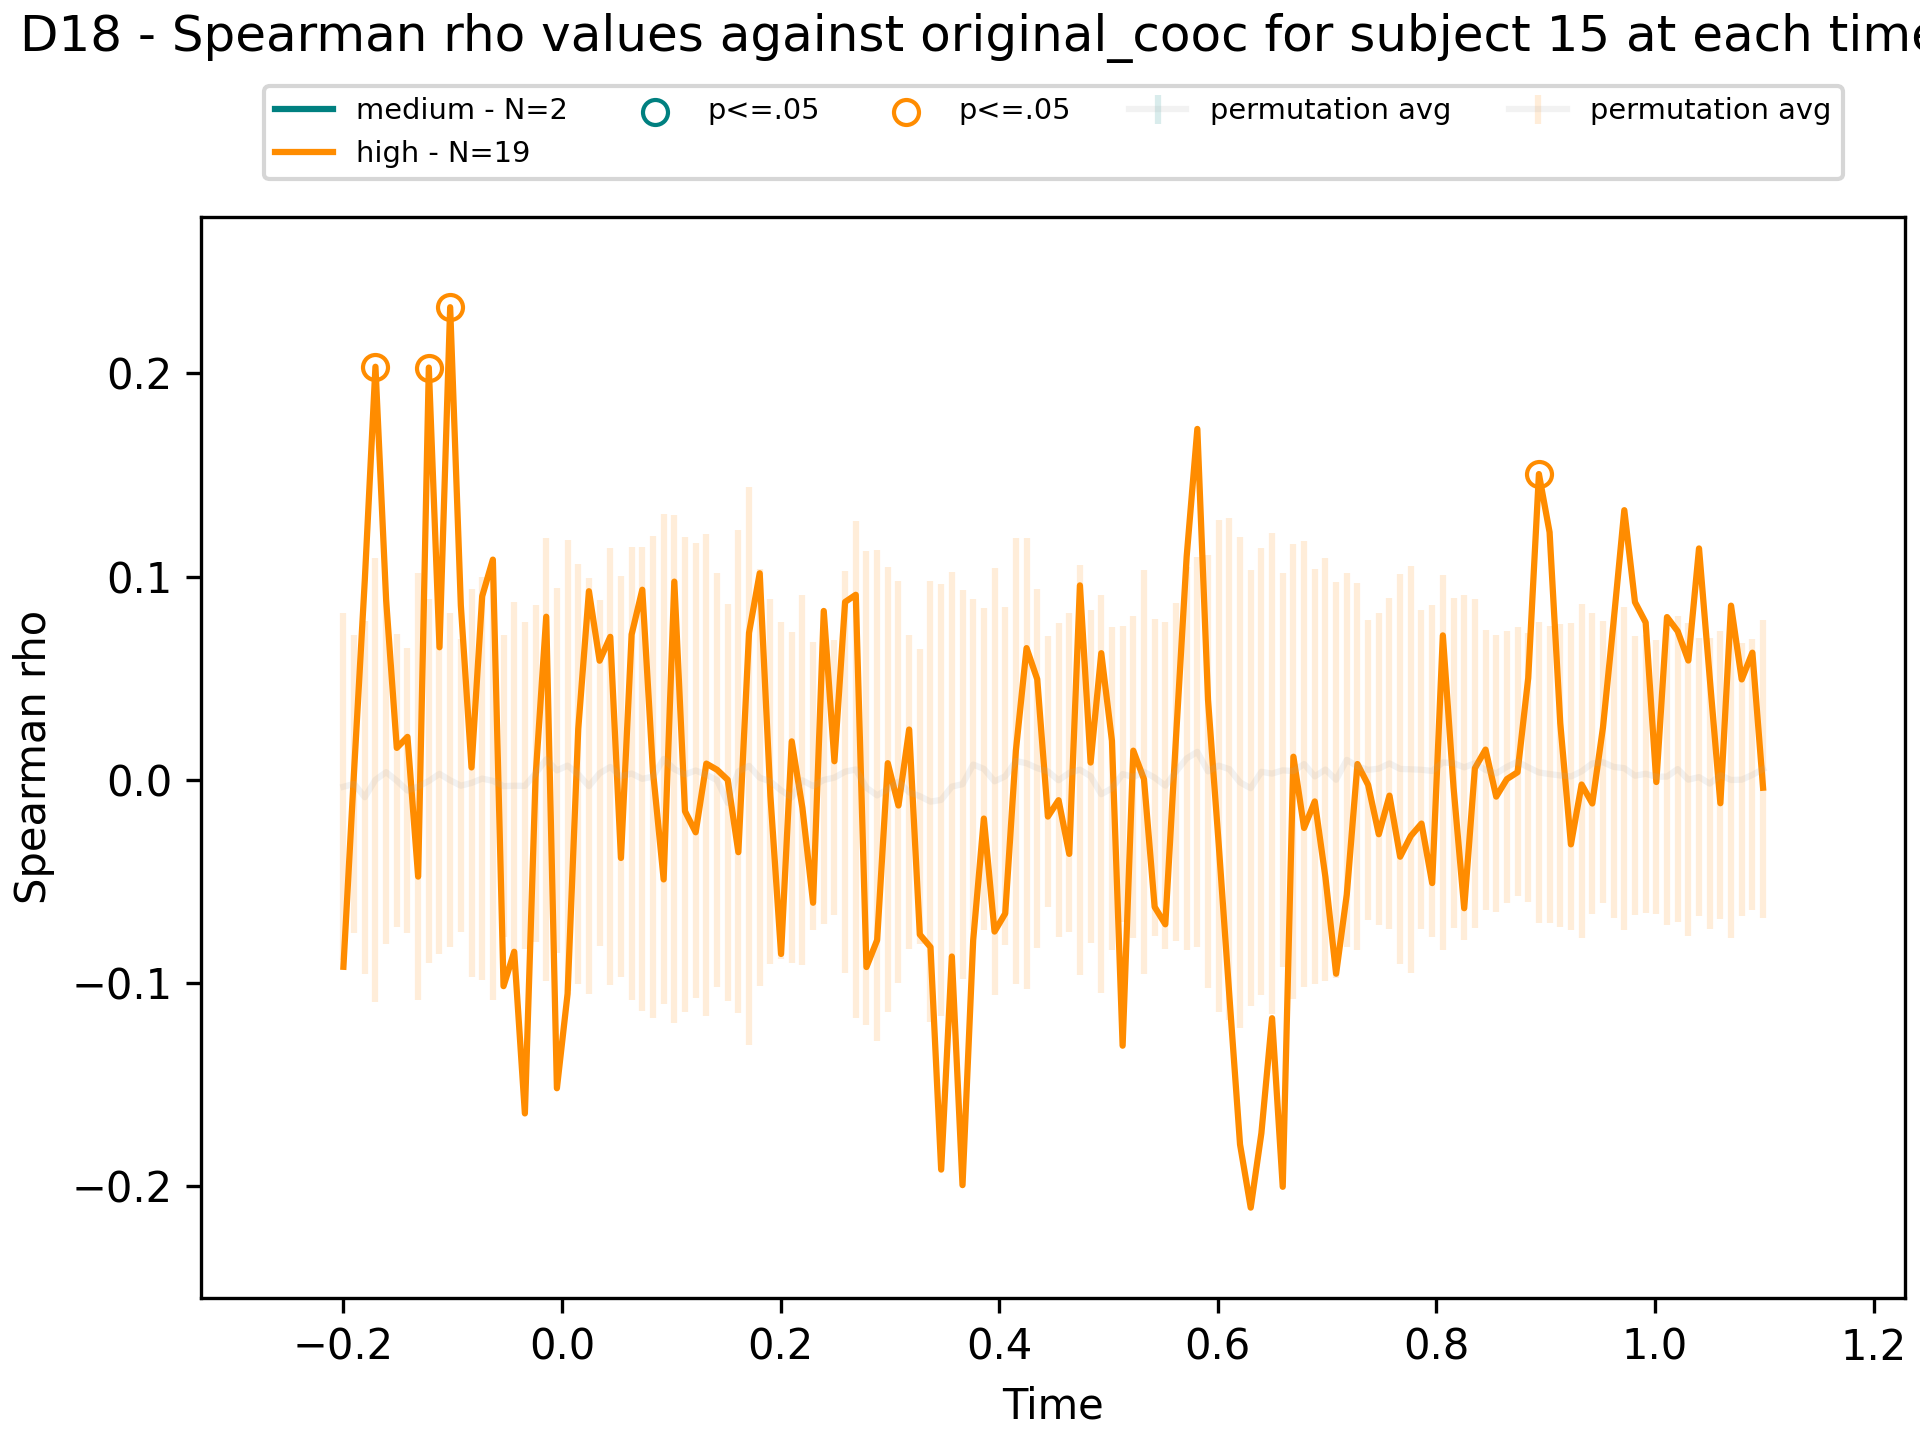 D18 - Spearman rho values against original_cooc for subject 15 at each time
medium - N=2
high - N=19
p<=.05
p<=.05
permutation avg
permutation avg
Spearman rho
0.2
0.1
0.0
−0.1
−0.2
−0.2 0.0 0.2 0.4 0.6 0.8 1.0 1.2
Time